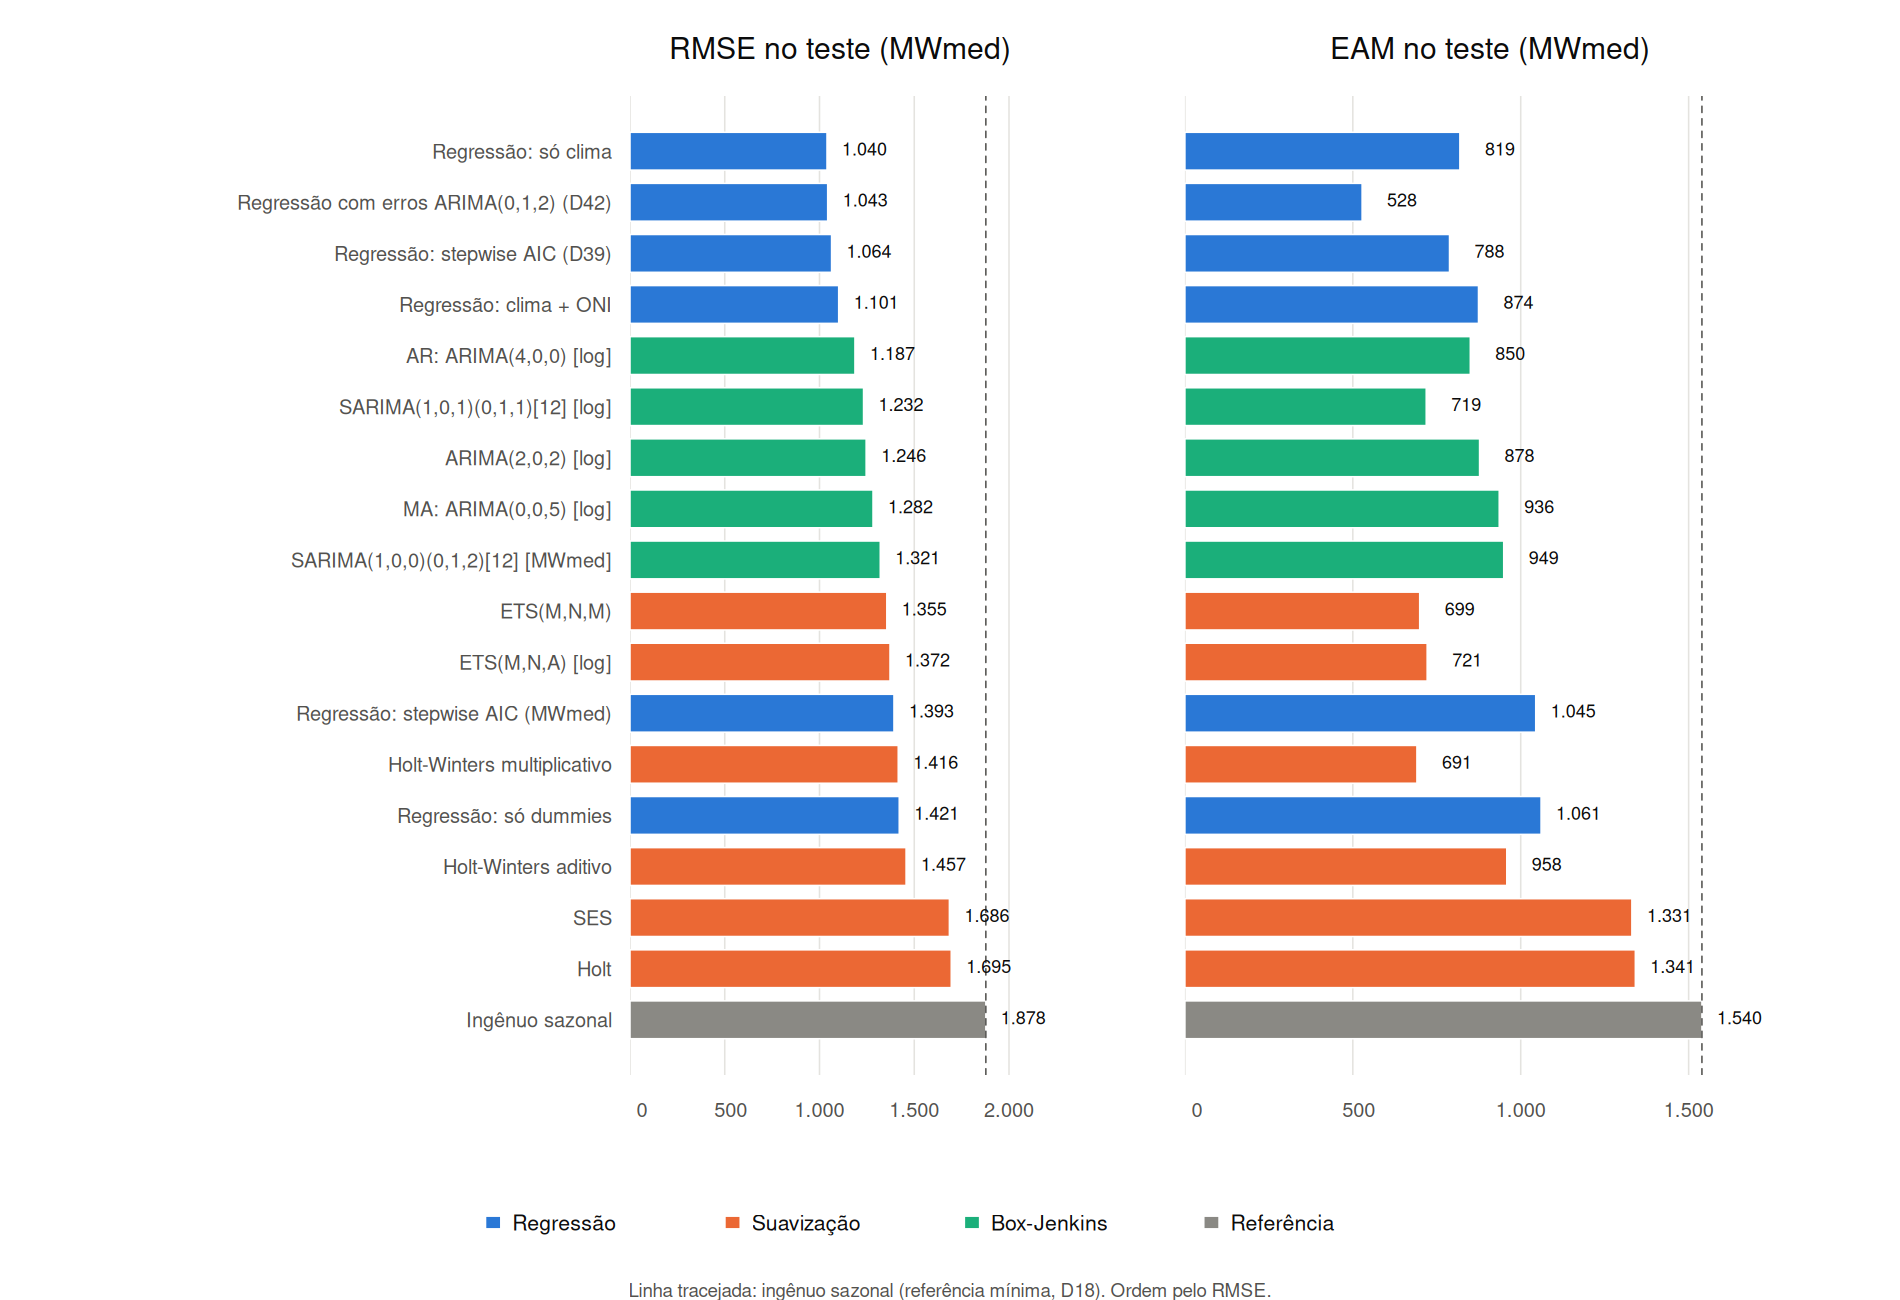 RMSE no teste (MWmed)
EAM no teste (MWmed)
Regressão: só clima 1.040 819
Regressão com erros ARIMA(0,1,2) (D42) 1.043 528
Regressão: stepwise AIC (D39) 1.064 788
Regressão: clima + ONI 1.101 874
AR: ARIMA(4,0,0) [log] 1.187 850
SARIMA(1,0,1)(0,1,1)[12] [log] 1.232 719
ARIMA(2,0,2) [log] 1.246 878
MA: ARIMA(0,0,5) [log] 1.282 936
SARIMA(1,0,0)(0,1,2)[12] [MWmed] 1.321 949
ETS(M,N,M) 1.355 699
ETS(M,N,A) [log] 1.372 721
Regressão: stepwise AIC (MWmed) 1.393 1.045
Holt-Winters multiplicativo 1.416 691
Regressão: só dummies 1.421 1.061
Holt-Winters aditivo 1.457 958
SES 1.686 1.331
Holt 1.695 1.341
Ingênuo sazonal 1.878 1.540
0 500 1.000 1.500 2.000
0 500 1.000 1.500
Regressão Suavização Box-Jenkins Referência
Linha tracejada: ingênuo sazonal (referência mínima, D18). Ordem pelo RMSE.